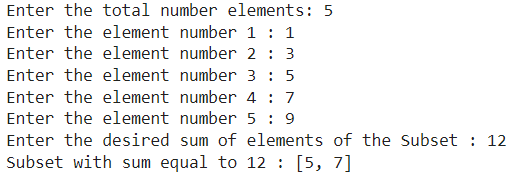 Enter the total number elements: 5
Enter the element number 1 : 1
Enter the element number 2 : 3
Enter the element number 3 : 5
Enter the element number 4 : 7
Enter the element number 5 : 9
Enter the desired sum of elements of the Subset : 12
Subset with sum equal to 12 : [5, 7]